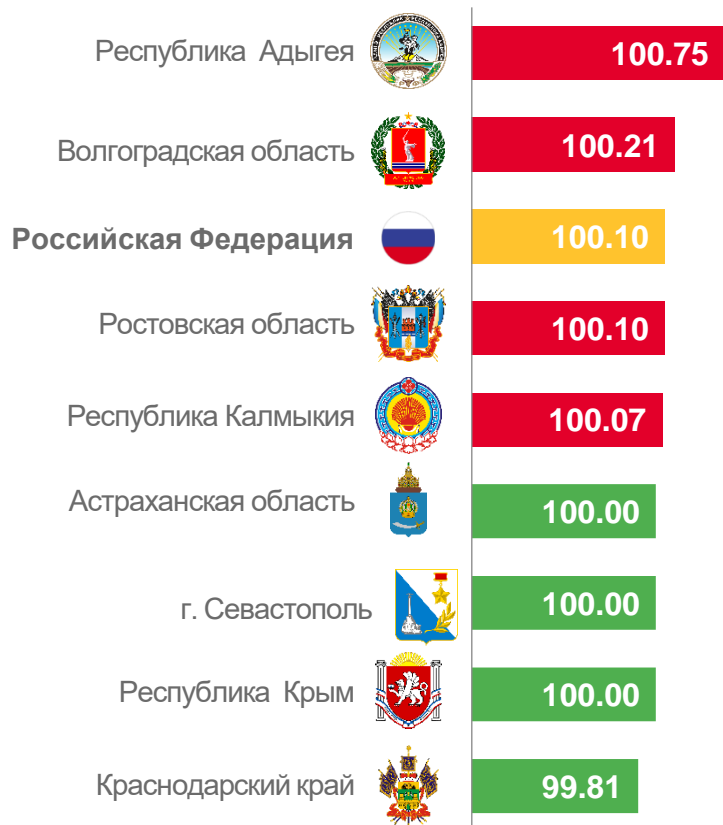 Республика Адыгея 100.75
Волгоградская область 100.21
Российская Федерация 100.10
Ростовская область 100.10
Республика Калмыкия 100.07
Астраханская область 100.00
г. Севастополь 100.00
Республика Крым 100.00
Краснодарский край 99.81